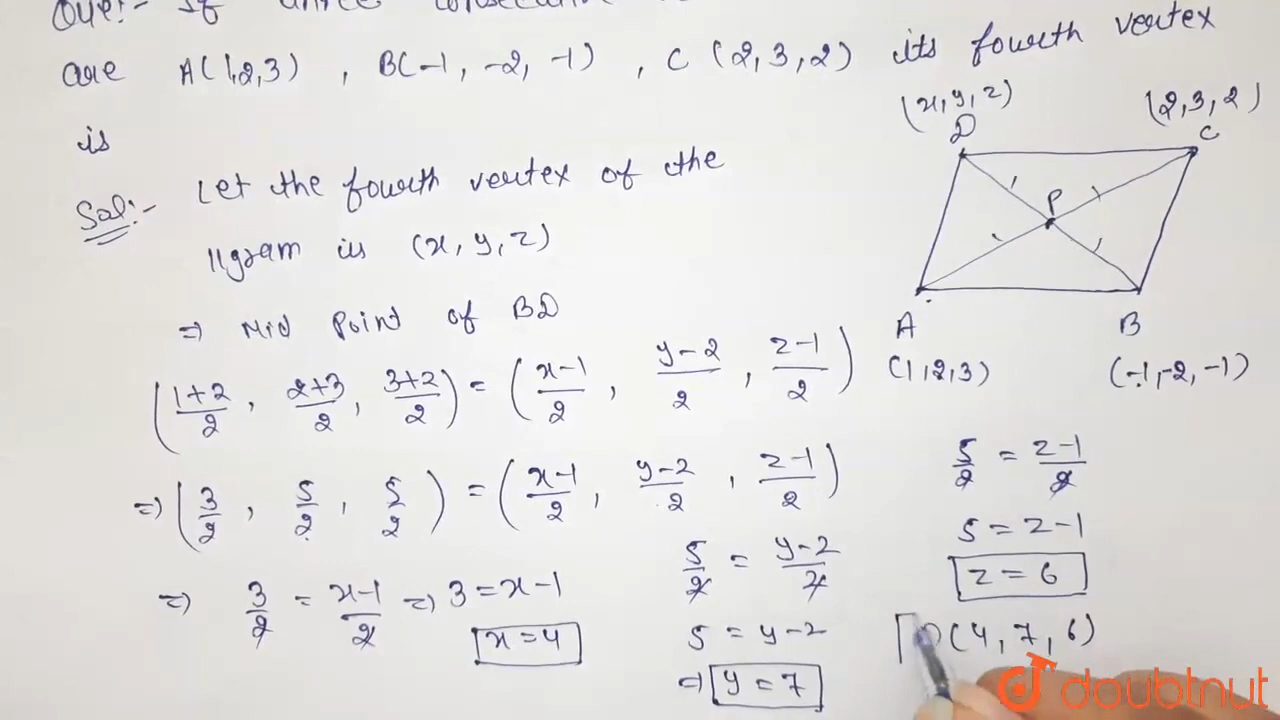 Que:- If three consecutive
are A(1,2,3) , B(-1, -2, -1) , C (2,3,2) its fourth vertex
is
Sol:- Let the fourth vertex of the
llgram is (x, y, z)
=> Mid Point of BD
(1+2/2 , 2+3/2 , 3+2/2) = (x-1/2 , y-2/2 , z-1/2)
=> (3/2 , 5/2 , 5/2) = (x-1/2 , y-2/2 , z-1/2)
=> 3/2 = x-1/2 => 3 = x-1
x = 4
5/2 = y-2/2
5 = y-2
=> y = 7
5/2 = z-1/2
5 = z-1
z = 6
D(4, 7, 6)
(x, y, z)
D
(2,3,2)
C
P
A
(1,2,3)
B
(-1,-2,-1)
doubtnut